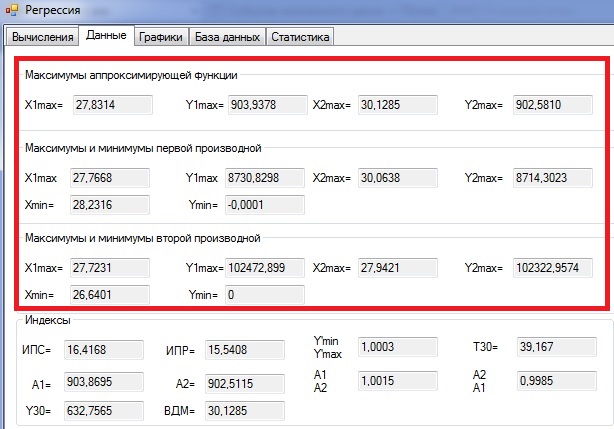 Регрессия
Вычисления Данные Графики База данных Статистика
Максимумы аппроксимирующей функции
X1max= 27,8314 Y1max= 903,9378 X2max= 30,1285 Y2max= 902,5810
Максимумы и минимумы первой производной
X1max 27,7668 Y1max 8730,8298 X2max= 30,0638 Y2max= 8714,3023
Xmin= 28,2316 Ymin= -0,0001
Максимумы и минимумы второй производной
X1max= 27,7231 Y1max= 102472,899 X2max= 27,9421 Y2max= 102322,9574
Xmin= 26,6401 Ymin= 0
Индексы
ИПС= 16,4168 ИПР= 15,5408 Y'min Y'max 1,0003 T30= 39,167
A1= 903,8695 A2= 902,5115 A1 A2 1,0015 A2 A1 0,9985
Y30= 632,7565 ВДМ= 30,1285